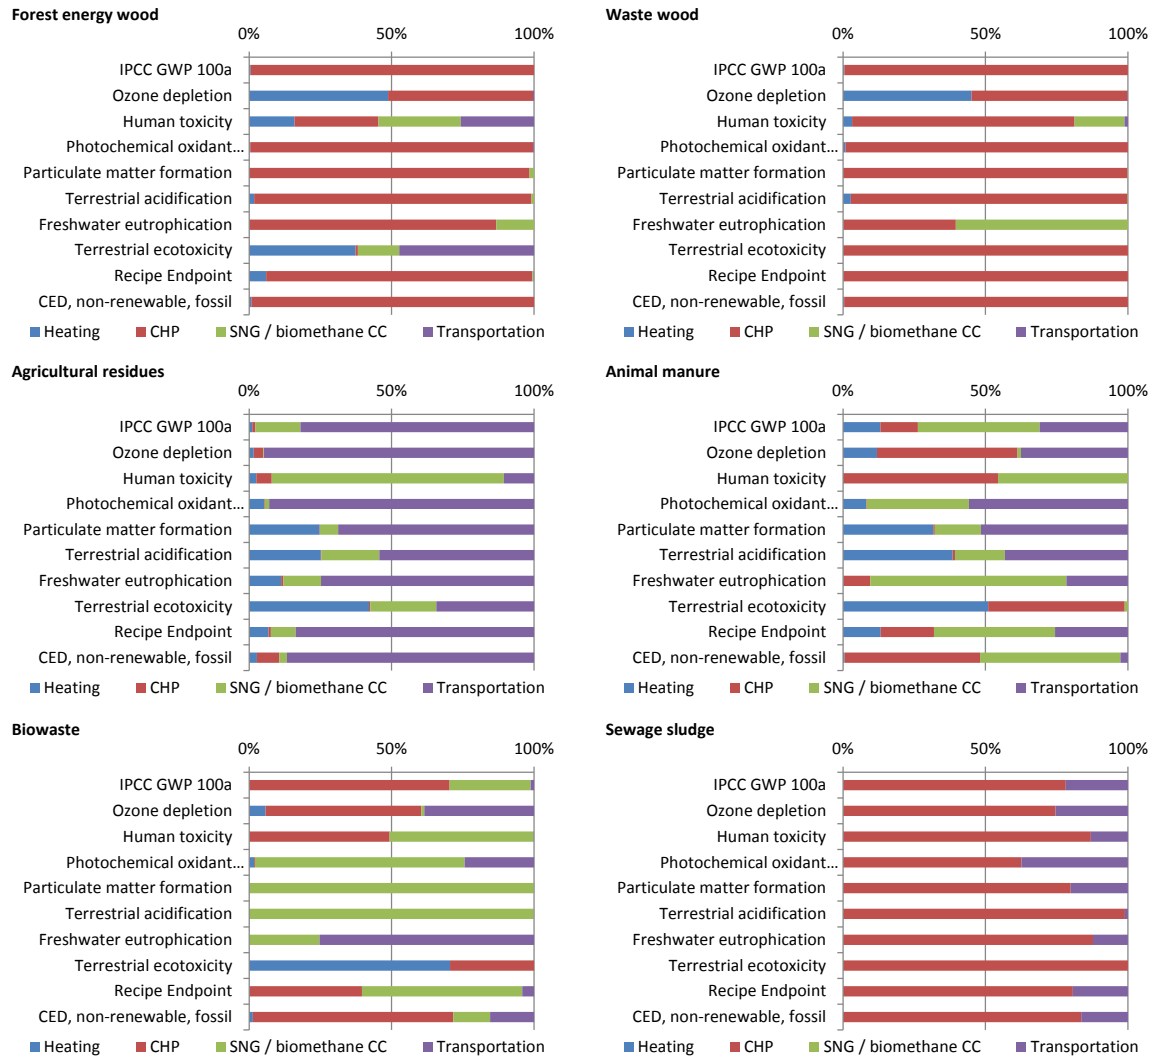 Forest energy wood
0% 50% 100%
IPCC GWP 100a
Ozone depletion
Human toxicity
Photochemical oxidant...
Particulate matter formation
Terrestrial acidification
Freshwater eutrophication
Terrestrial ecotoxicity
Recipe Endpoint
CED, non-renewable, fossil
Heating CHP SNG / biomethane CC Transportation
Waste wood
0% 50% 100%
IPCC GWP 100a
Ozone depletion
Human toxicity
Photochemical oxidant...
Particulate matter formation
Terrestrial acidification
Freshwater eutrophication
Terrestrial ecotoxicity
Recipe Endpoint
CED, non-renewable, fossil
Heating CHP SNG / biomethane CC Transportation
Agricultural residues
0% 50% 100%
IPCC GWP 100a
Ozone depletion
Human toxicity
Photochemical oxidant...
Particulate matter formation
Terrestrial acidification
Freshwater eutrophication
Terrestrial ecotoxicity
Recipe Endpoint
CED, non-renewable, fossil
Heating CHP SNG / biomethane CC Transportation
Animal manure
0% 50% 100%
IPCC GWP 100a
Ozone depletion
Human toxicity
Photochemical oxidant...
Particulate matter formation
Terrestrial acidification
Freshwater eutrophication
Terrestrial ecotoxicity
Recipe Endpoint
CED, non-renewable, fossil
Heating CHP SNG / biomethane CC Transportation
Biowaste
0% 50% 100%
IPCC GWP 100a
Ozone depletion
Human toxicity
Photochemical oxidant...
Particulate matter formation
Terrestrial acidification
Freshwater eutrophication
Terrestrial ecotoxicity
Recipe Endpoint
CED, non-renewable, fossil
Heating CHP SNG / biomethane CC Transportation
Sewage sludge
0% 50% 100%
IPCC GWP 100a
Ozone depletion
Human toxicity
Photochemical oxidant...
Particulate matter formation
Terrestrial acidification
Freshwater eutrophication
Terrestrial ecotoxicity
Recipe Endpoint
CED, non-renewable, fossil
Heating CHP SNG / biomethane CC Transportation